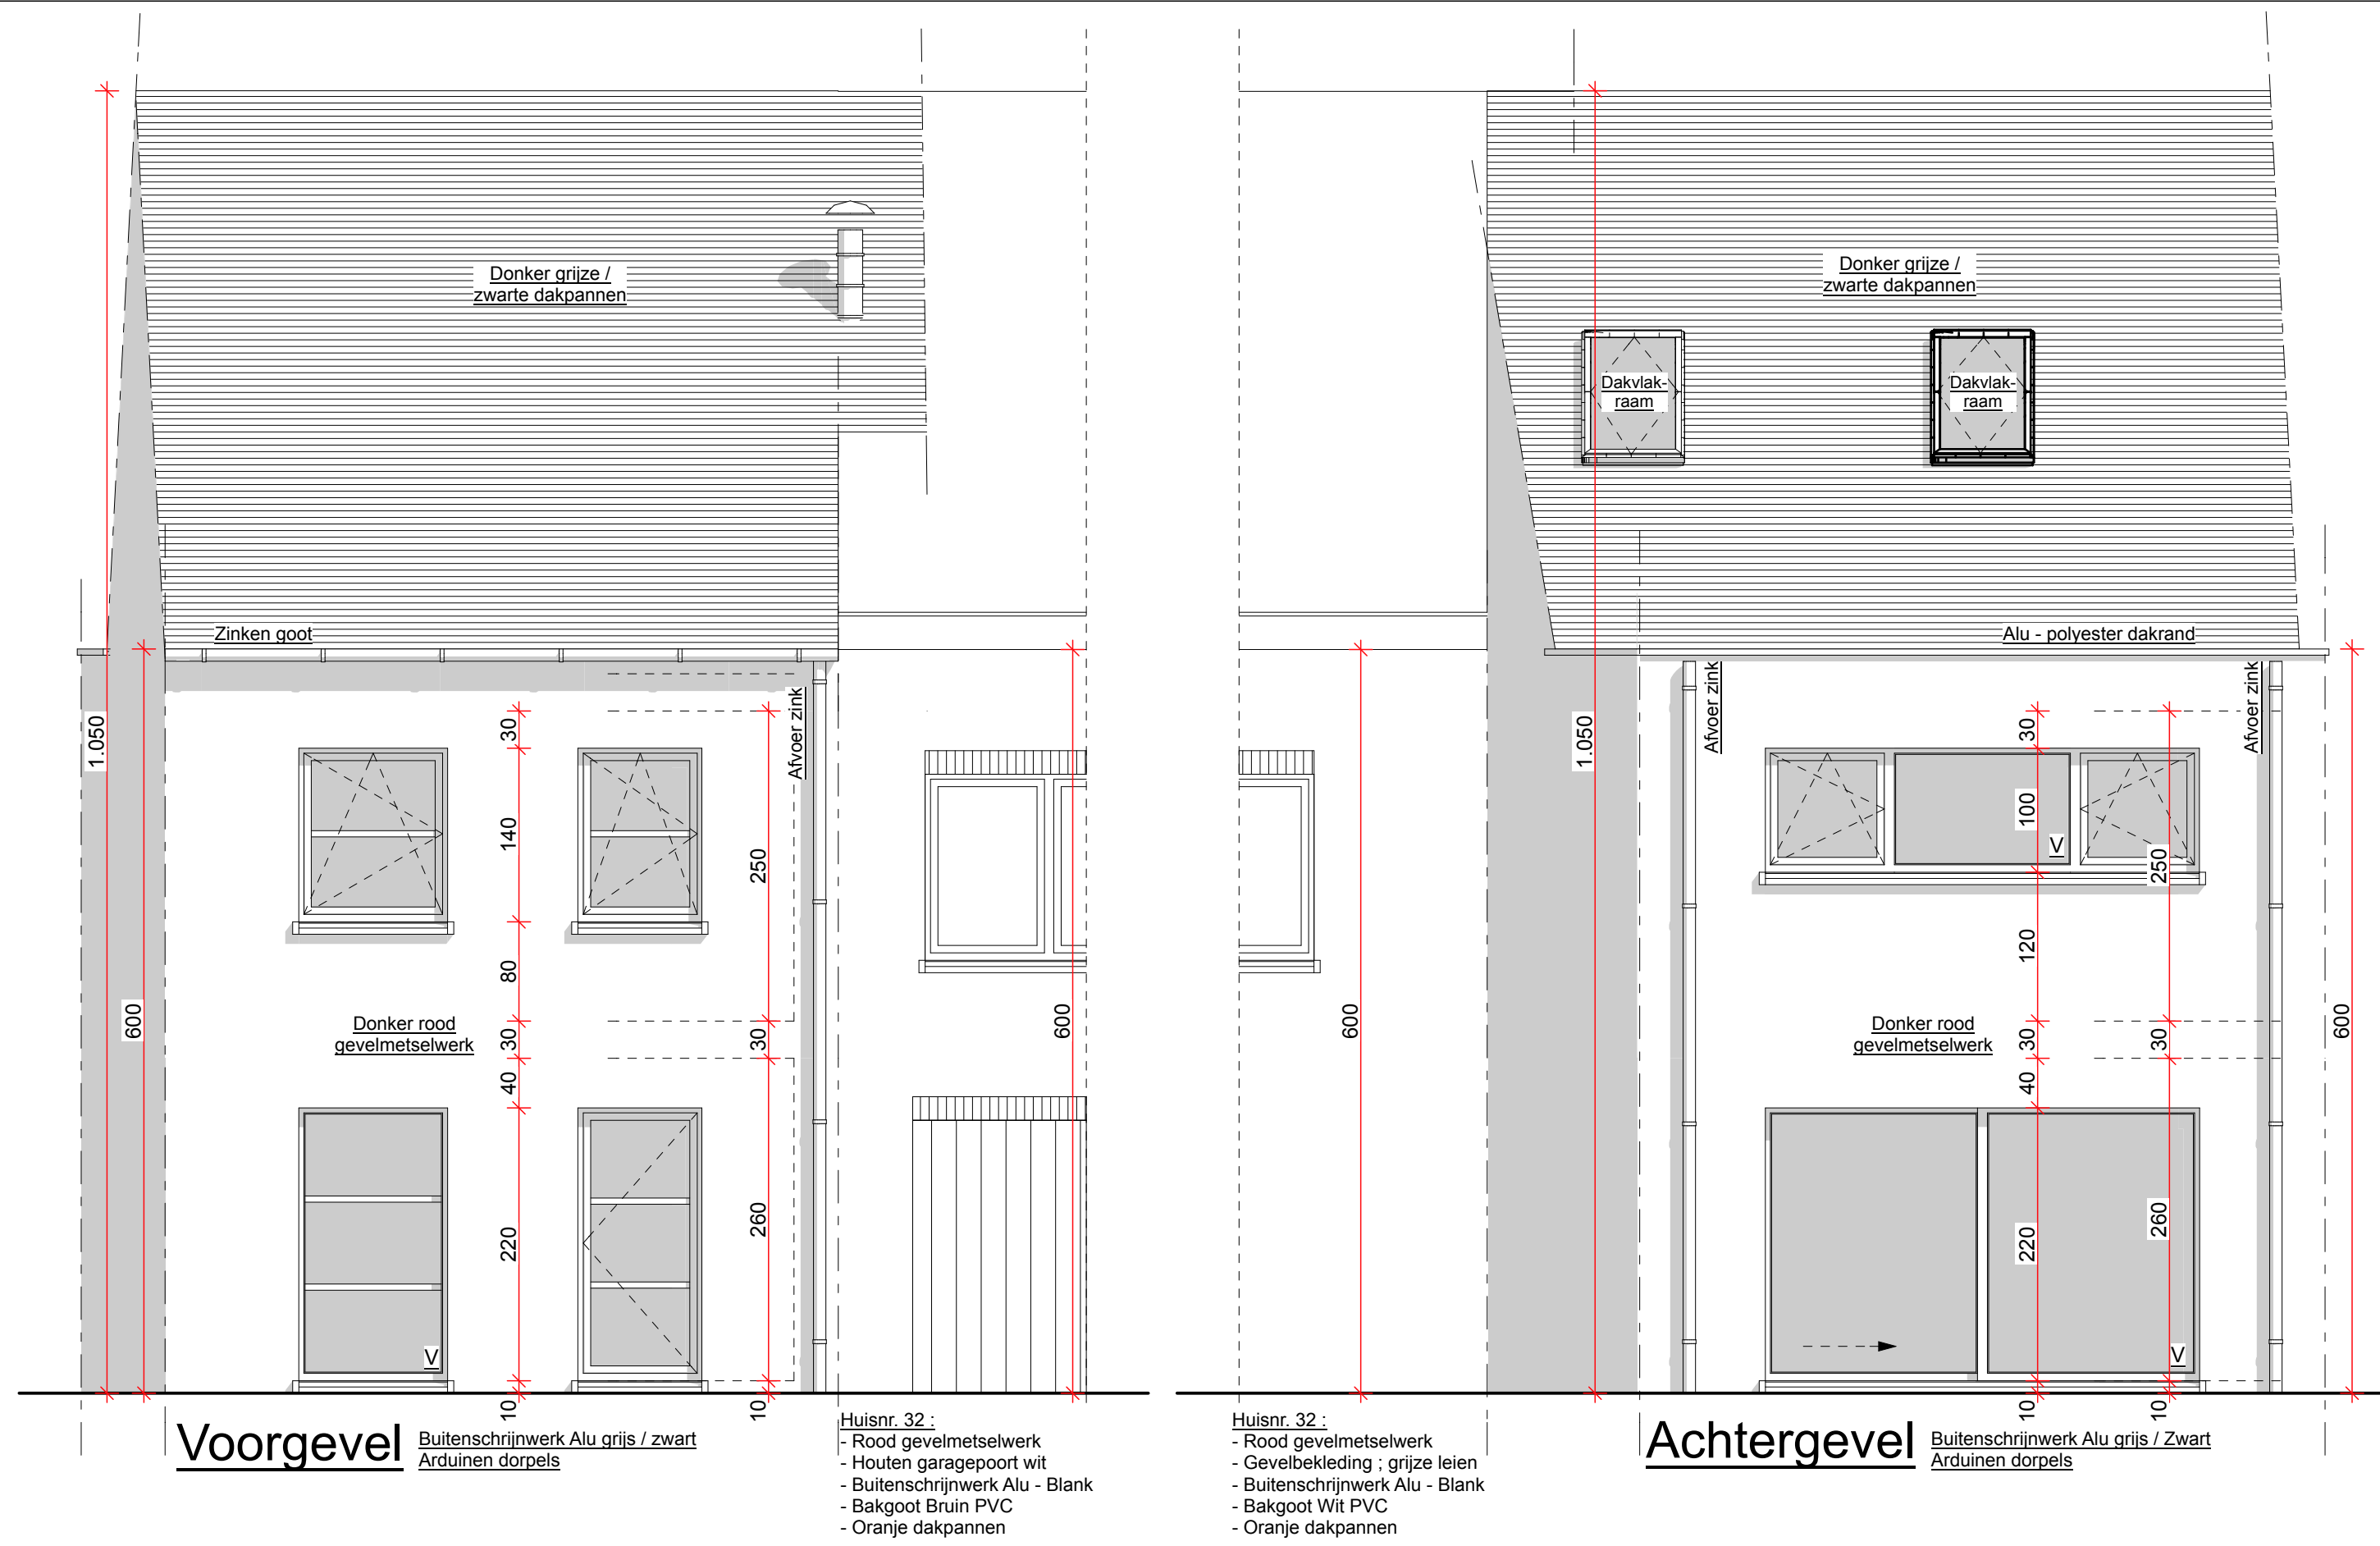 Donker grijze /
zwarte dakpannen
Zinken goot
Afvoer zink
1.050
600
30
140
80
30
40
220
10
250
30
260
10
600
Donker rood
gevelmetselwerk
V
Voorgevel
Buitenschrijnwerk Alu grijs / zwart
Arduinen dorpels
Huisnr. 32 :
- Rood gevelmetselwerk
- Houten garagepoort wit
- Buitenschrijnwerk Alu - Blank
- Bakgoot Bruin PVC
- Oranje dakpannen
Donker grijze /
zwarte dakpannen
Dakvlak-
raam
Dakvlak-
raam
Alu - polyester dakrand
Afvoer zink
Afvoer zink
600
1.050
30
100
V
120
30
40
220
10
250
30
260
10
600
Donker rood
gevelmetselwerk
V
Huisnr. 32 :
- Rood gevelmetselwerk
- Gevelbekleding ; grijze leien
- Buitenschrijnwerk Alu - Blank
- Bakgoot Wit PVC
- Oranje dakpannen
Achtergevel
Buitenschrijnwerk Alu grijs / Zwart
Arduinen dorpels